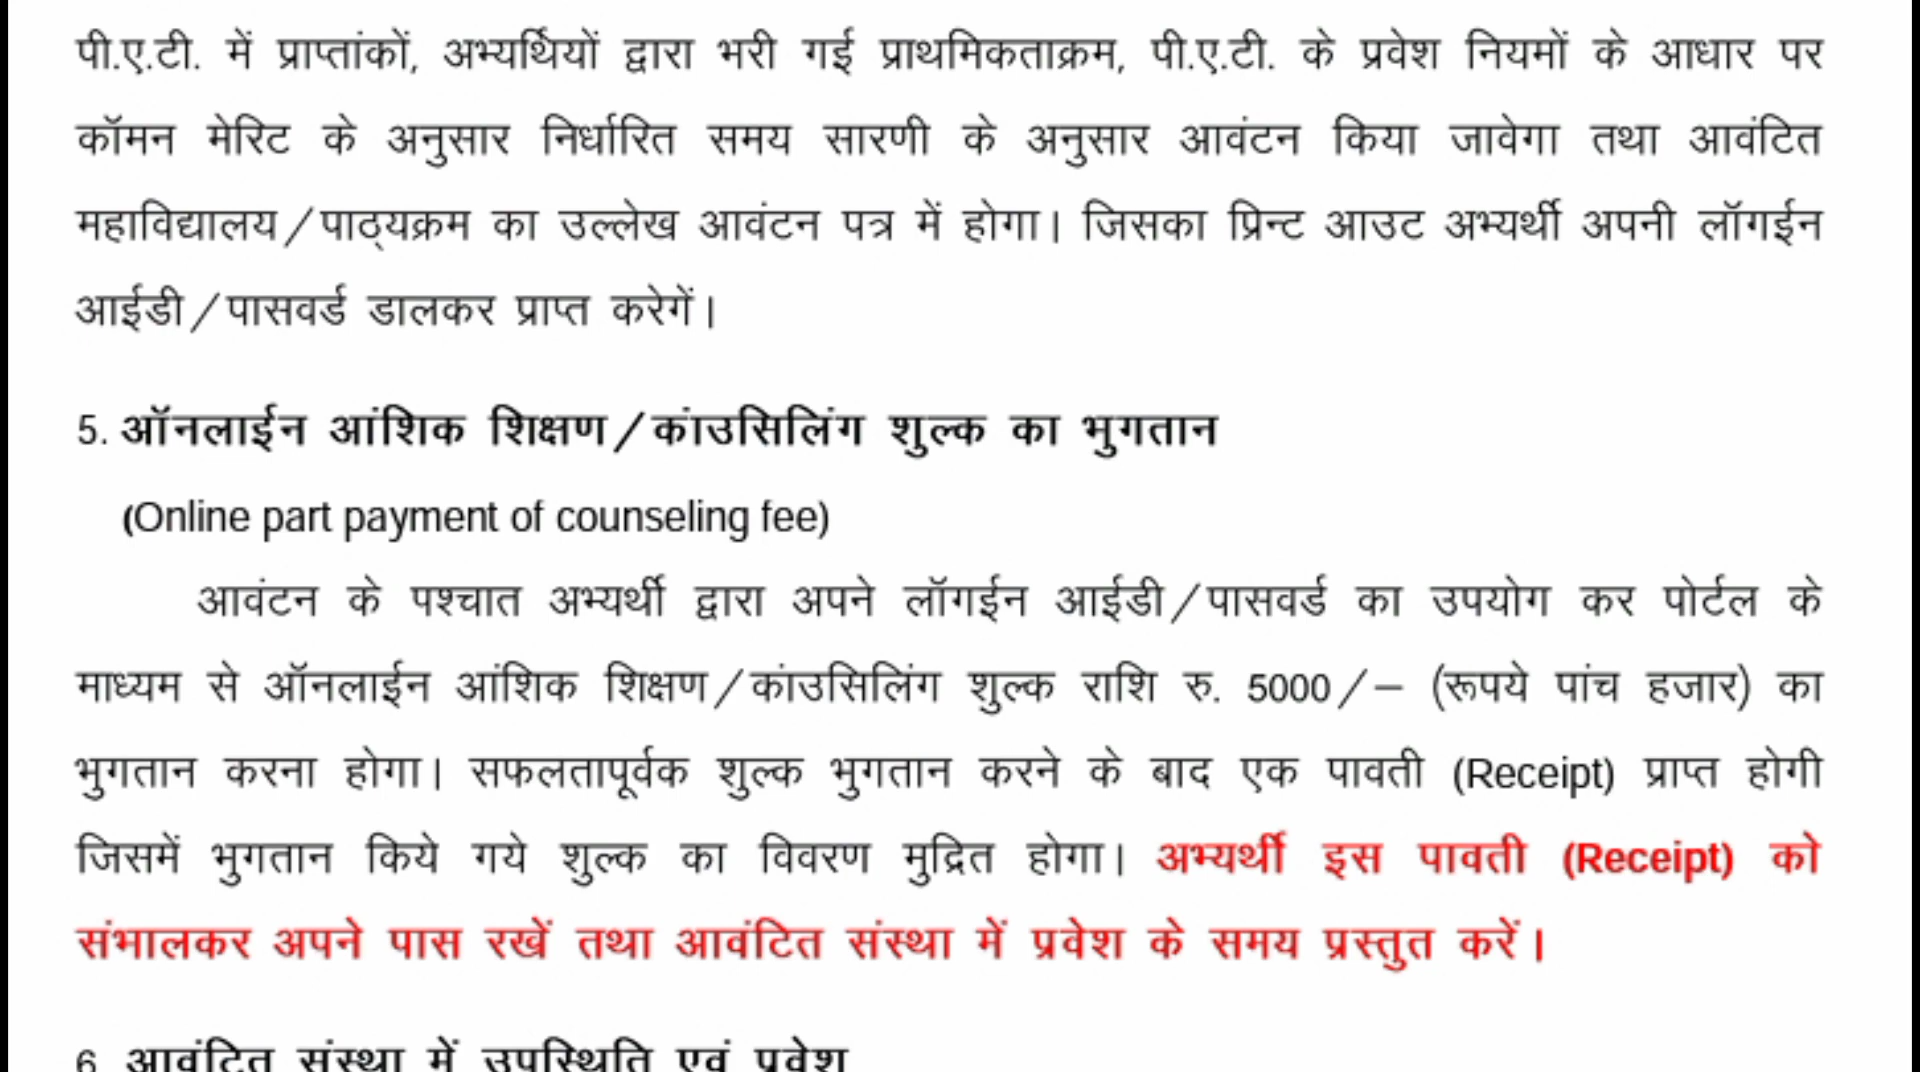 पी.ए.टी. में प्राप्तांकों, अभ्यर्थियों द्वारा भरी गई प्राथमिकताक्रम, पी.ए.टी. के प्रवेश नियमों के आधार पर
कॉमन मेरिट के अनुसार निर्धारित समय सारणी के अनुसार आवंटन किया जावेगा तथा आवंटित
महाविद्यालय/पाठ्यक्रम का उल्लेख आवंटन पत्र में होगा। जिसका प्रिन्ट आउट अभ्यर्थी अपनी लॉगईन
आईडी/पासवर्ड डालकर प्राप्त करेगें।
5. ऑनलाईन आंशिक शिक्षण/कांउसिलिंग शुल्क का भुगतान
(Online part payment of counseling fee)
आवंटन के पश्चात अभ्यर्थी द्वारा अपने लॉगईन आईडी/पासवर्ड का उपयोग कर पोर्टल के
माध्यम से ऑनलाईन आंशिक शिक्षण/कांउसिलिंग शुल्क राशि रु. 5000/– (रूपये पांच हजार) का
भुगतान करना होगा। सफलतापूर्वक शुल्क भुगतान करने के बाद एक पावती (Receipt) प्राप्त होगी
जिसमें भुगतान किये गये शुल्क का विवरण मुद्रित होगा। अभ्यर्थी इस पावती (Receipt) को
संभालकर अपने पास रखें तथा आवंटित संस्था में प्रवेश के समय प्रस्तुत करें।
6. आवंटित संस्था में उपस्थिति एवं प्रवेश